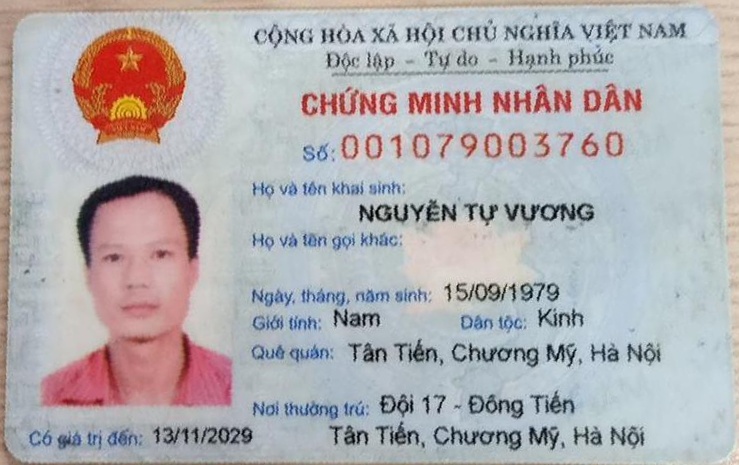 CỘNG HÒA XÃ HỘI CHỦ NGHĨA VIỆT NAM
Độc lập - Tự do - Hạnh phúc
CHỨNG MINH NHÂN DÂN
Số: 001079003760
Họ và tên khai sinh:
NGUYỄN TỰ VƯƠNG
Họ và tên gọi khác:
Ngày, tháng, năm sinh: 15/09/1979
Giới tính: Nam Dân tộc: Kinh
Quê quán: Tân Tiến, Chương Mỹ, Hà Nội
Nơi thường trú: Đội 17 - Đồng Tiến
Tân Tiến, Chương Mỹ, Hà Nội
Có giá trị đến: 13/11/2029